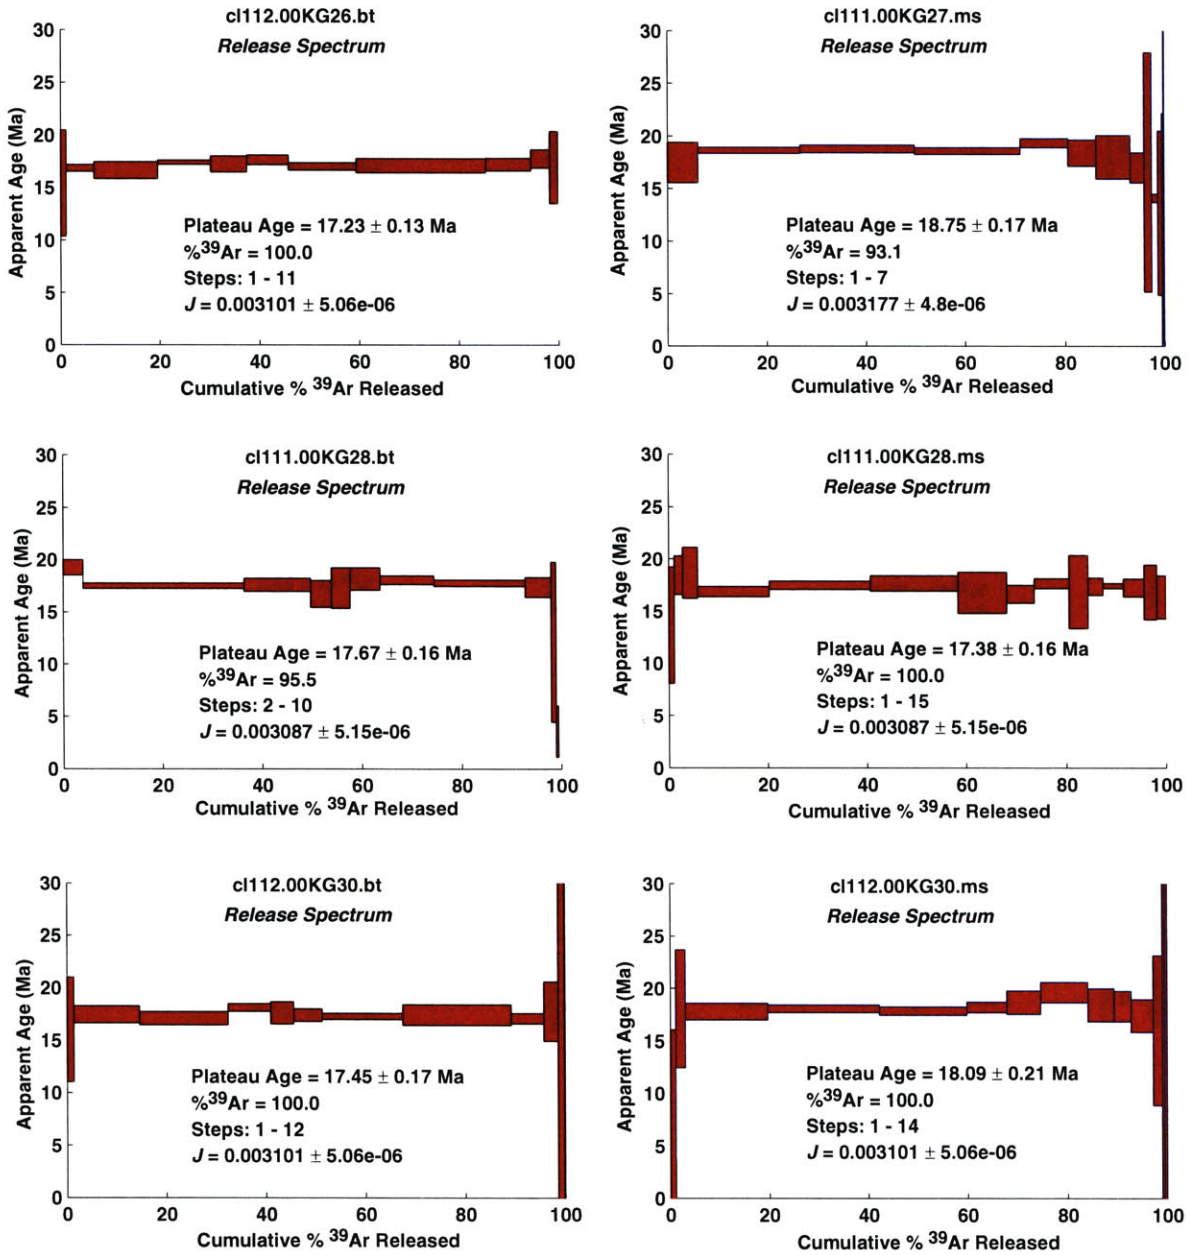 cl112.00KG26.bt
Release Spectrum
Apparent Age (Ma)
30
25
20
15
10
5
0
Plateau Age = 17.23 ± 0.13 Ma
%39Ar = 100.0
Steps: 1 - 11
J = 0.003101 ± 5.06e-06
0 20 40 60 80 100
Cumulative % 39Ar Released
cl111.00KG27.ms
Release Spectrum
Apparent Age (Ma)
30
25
20
15
10
5
0
Plateau Age = 18.75 ± 0.17 Ma
%39Ar = 93.1
Steps: 1 - 7
J = 0.003177 ± 4.8e-06
0 20 40 60 80 100
Cumulative % 39Ar Released
cl111.00KG28.bt
Release Spectrum
Apparent Age (Ma)
30
25
20
15
10
5
0
Plateau Age = 17.67 ± 0.16 Ma
%39Ar = 95.5
Steps: 2 - 10
J = 0.003087 ± 5.15e-06
0 20 40 60 80 100
Cumulative % 39Ar Released
cl111.00KG28.ms
Release Spectrum
Apparent Age (Ma)
30
25
20
15
10
5
0
Plateau Age = 17.38 ± 0.16 Ma
%39Ar = 100.0
Steps: 1 - 15
J = 0.003087 ± 5.15e-06
0 20 40 60 80 100
Cumulative % 39Ar Released
cl112.00KG30.bt
Release Spectrum
Apparent Age (Ma)
30
25
20
15
10
5
0
Plateau Age = 17.45 ± 0.17 Ma
%39Ar = 100.0
Steps: 1 - 12
J = 0.003101 ± 5.06e-06
0 20 40 60 80 100
Cumulative % 39Ar Released
cl112.00KG30.ms
Release Spectrum
Apparent Age (Ma)
30
25
20
15
10
5
0
Plateau Age = 18.09 ± 0.21 Ma
%39Ar = 100.0
Steps: 1 - 14
J = 0.003101 ± 5.06e-06
0 20 40 60 80 100
Cumulative % 39Ar Released